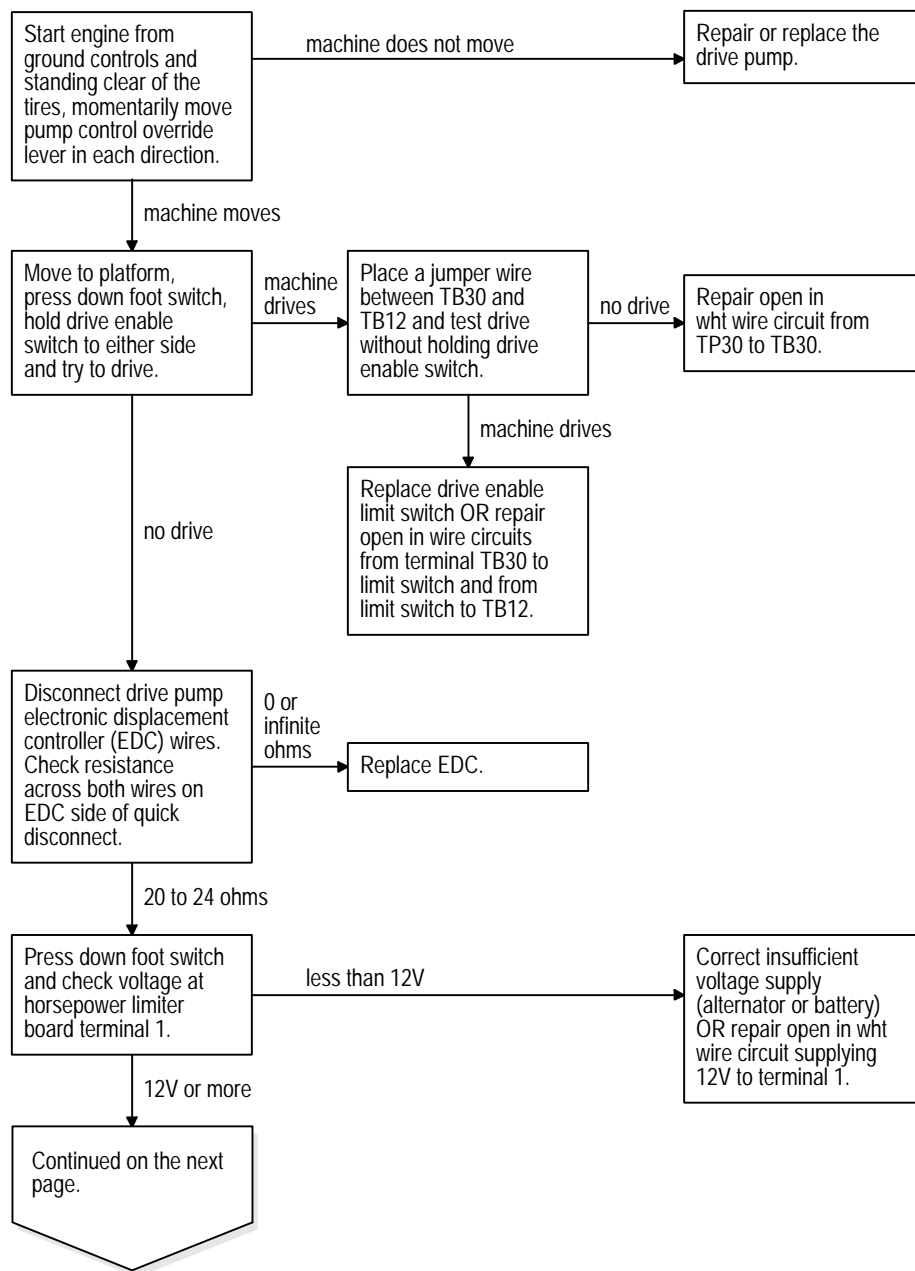 Start engine from
ground controls and
standing clear of the
tires, momentarily move
pump control override
lever in each direction.
machine does not move
Repair or replace the
drive pump.
machine moves
Move to platform,
press down foot switch,
hold drive enable
switch to either side
and try to drive.
machine
drives
Place a jumper wire
between TB30 and
TB12 and test drive
without holding drive
enable switch.
no drive
Repair open in
wht wire circuit from
TP30 to TB30.
machine drives
Replace drive enable
limit switch OR repair
open in wire circuits
from terminal TB30 to
limit switch and from
limit switch to TB12.
no drive
Disconnect drive pump
electronic displacement
controller (EDC) wires.
Check resistance
across both wires on
EDC side of quick
disconnect.
0 or
infinite
ohms
Replace EDC.
20 to 24 ohms
Press down foot switch
and check voltage at
horsepower limiter
board terminal 1.
less than 12V
Correct insufficient
voltage supply
(alternator or battery)
OR repair open in wht
wire circuit supplying
12V to terminal 1.
12V or more
Continued on the next
page.